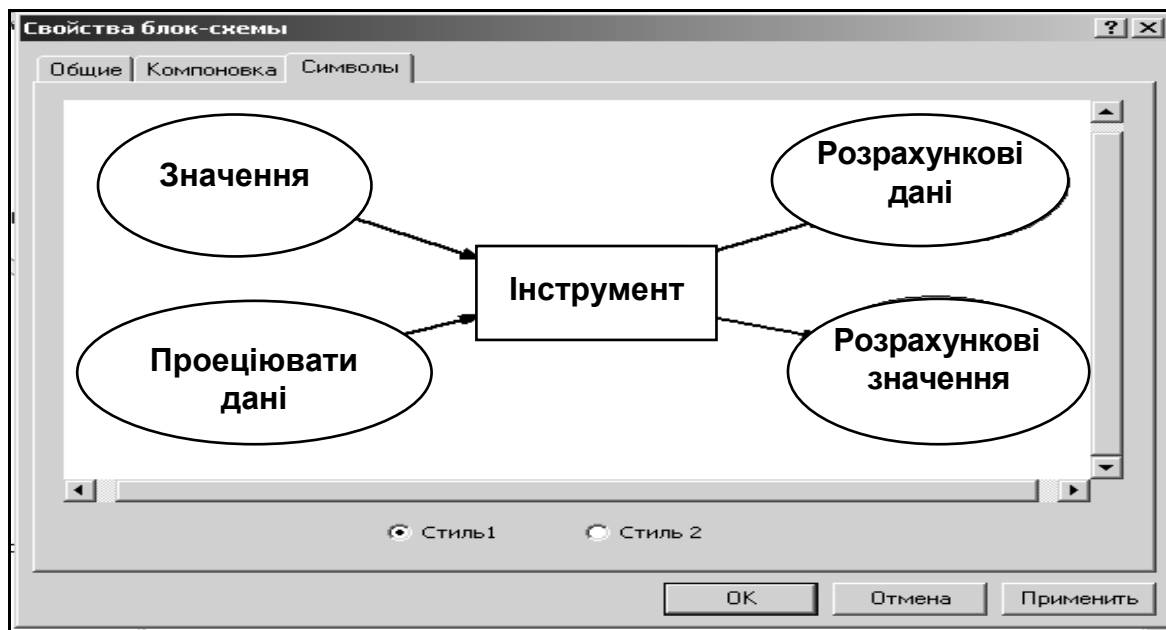 Свойства блок-схемы
Общие
Компоновка
Символы
Значення
Розрахункові
дані
Інструмент
Проеціювати
дані
Розрахункові
значення
Стиль1
Стиль 2
OK
Отмена
Применить